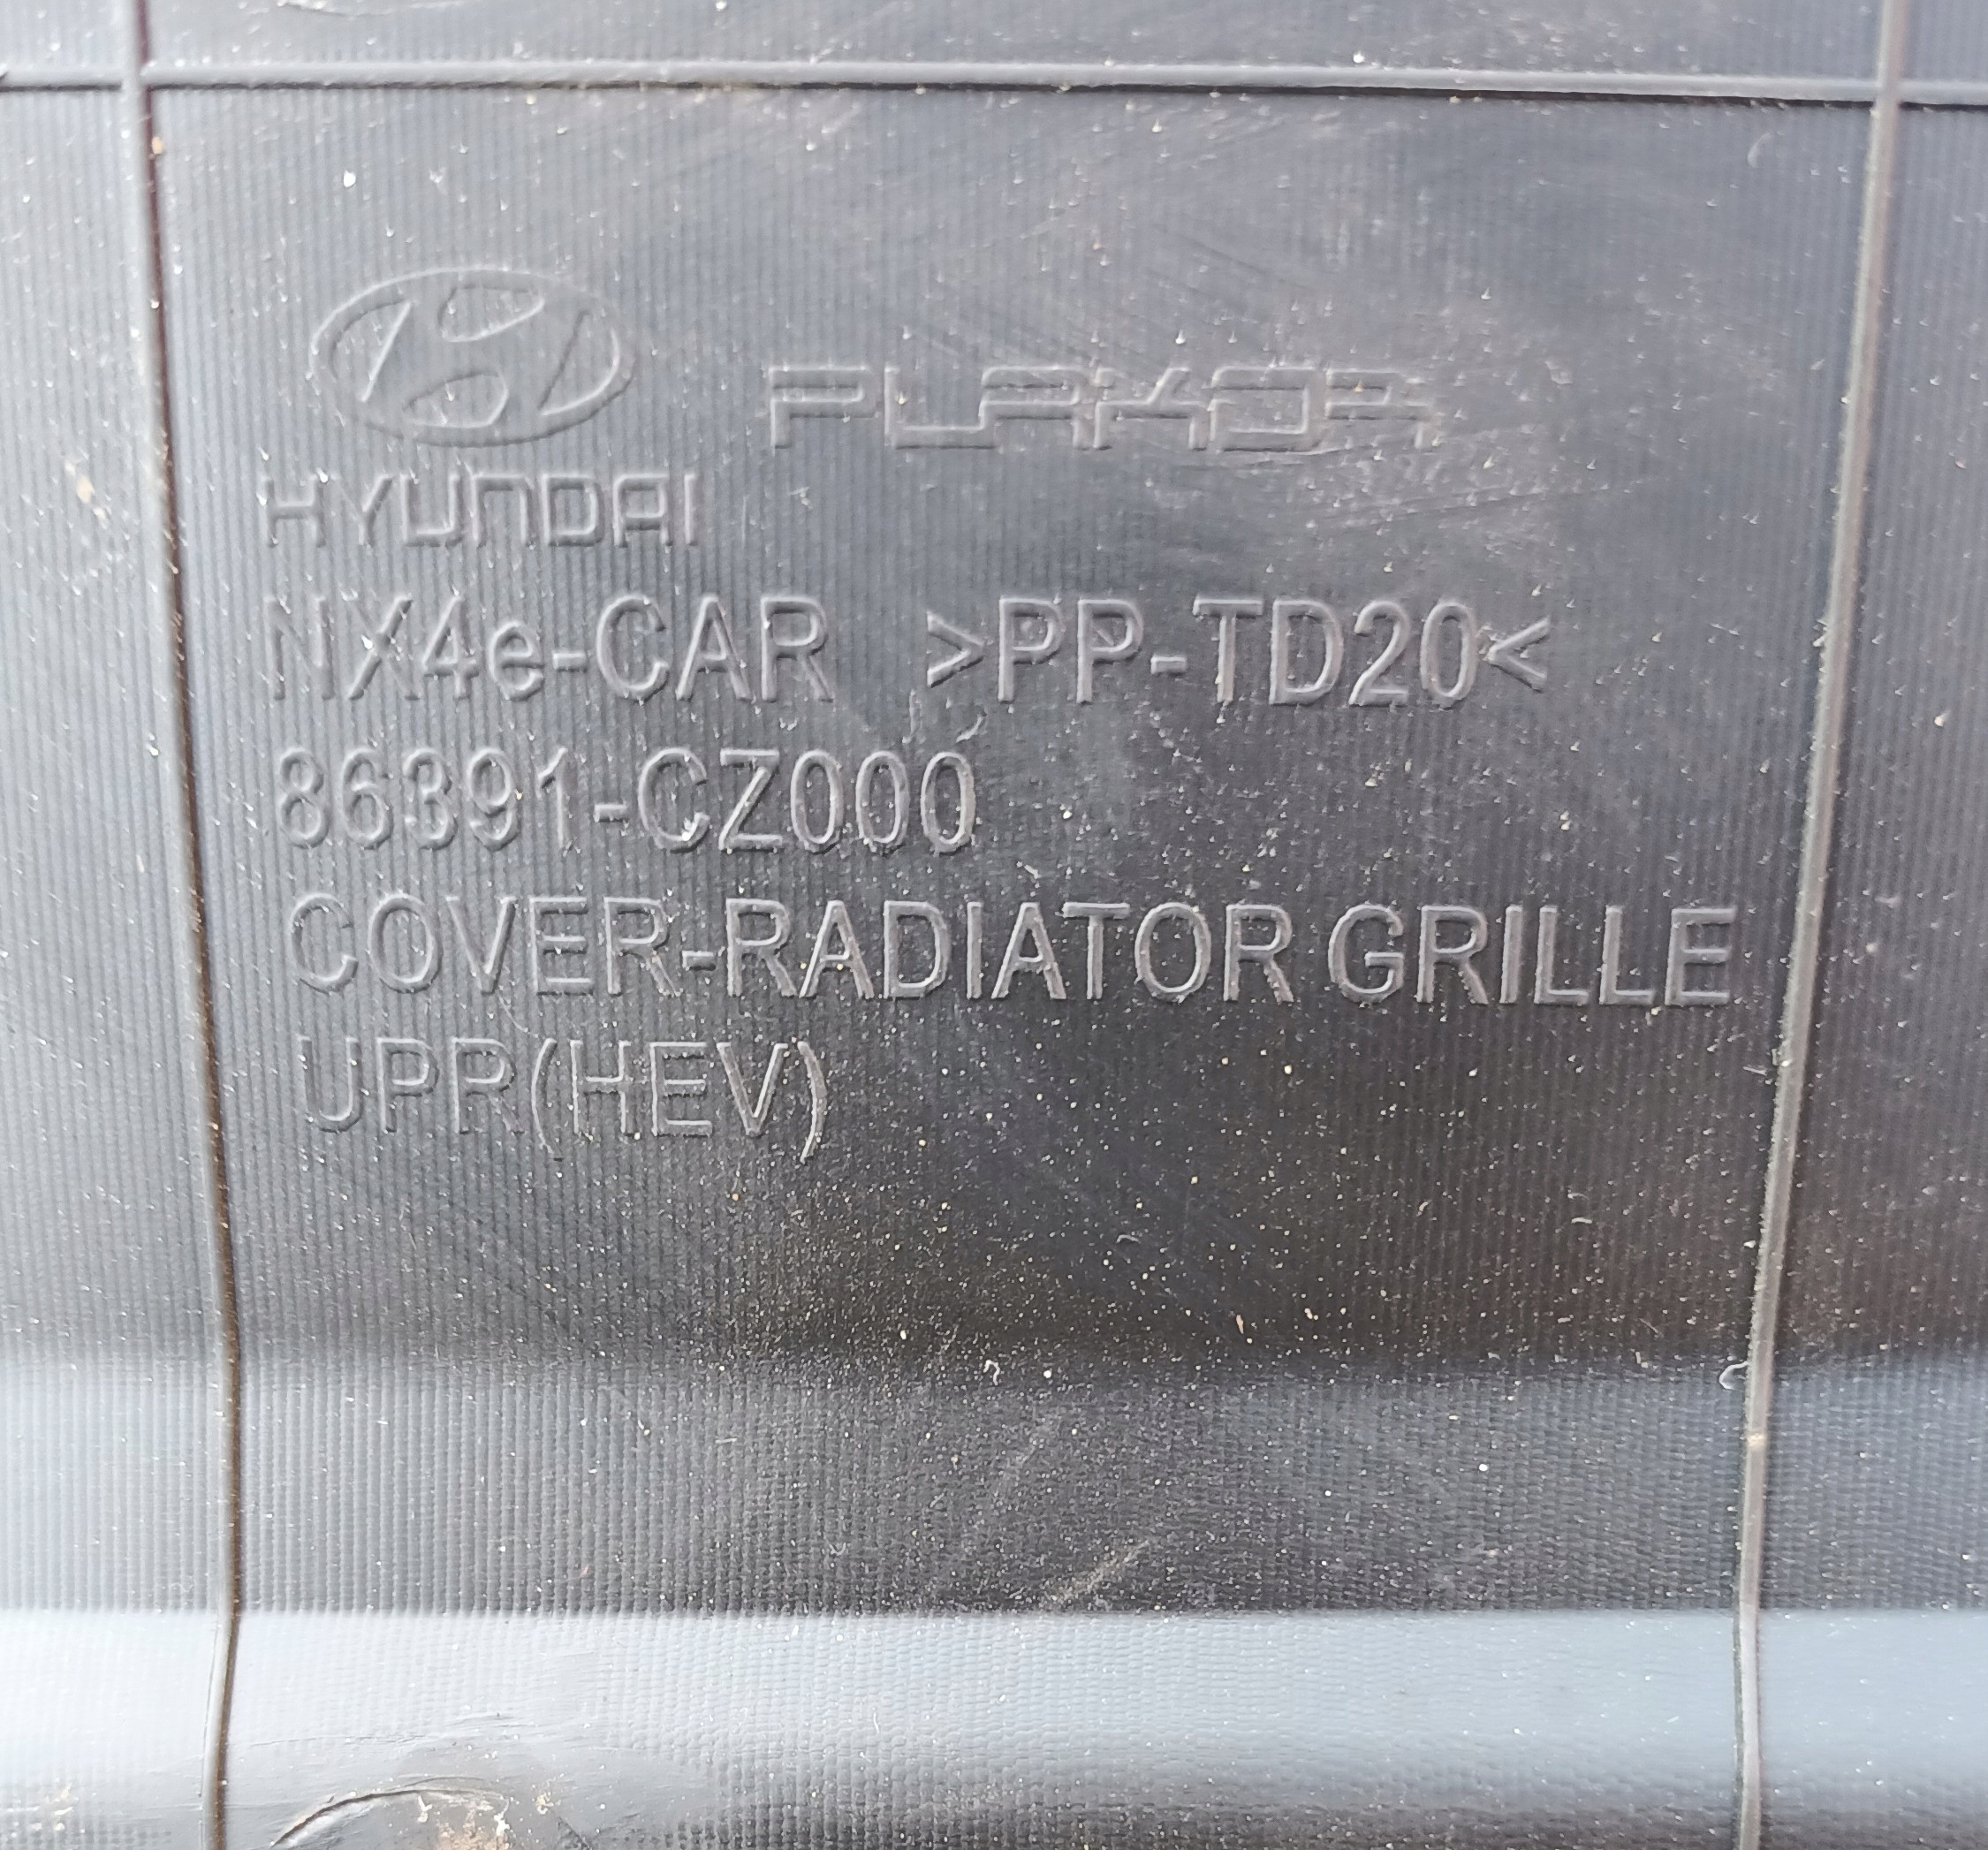 PLAKOR
HYUNDAI
NX4e-CAR >PP-TD20<
86391-CZ000
COVER-RADIATOR GRILLE
UPR(HEV)